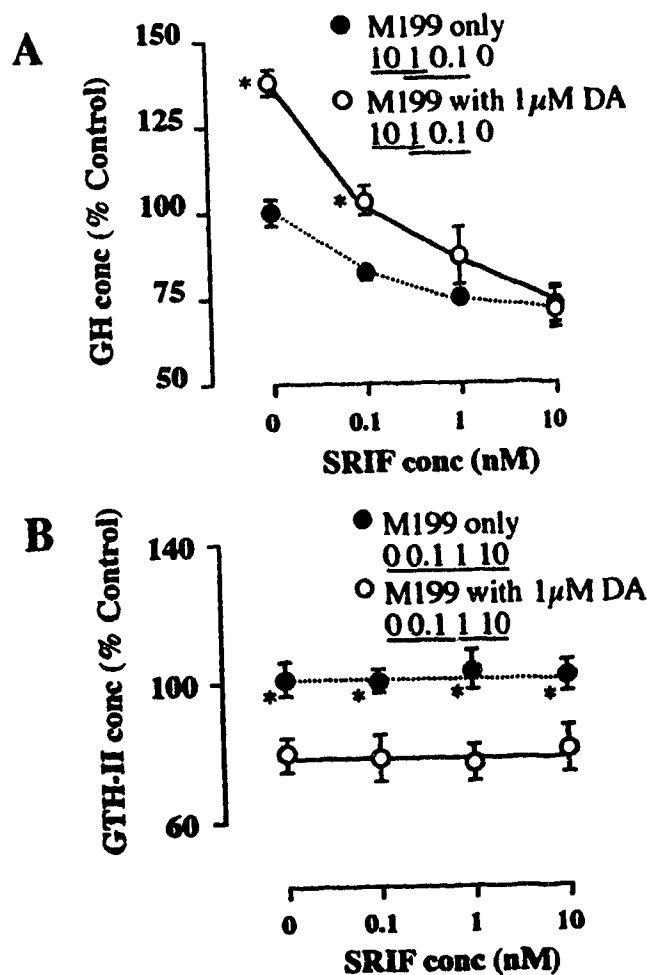 A
● M199 only
10 1 0.1 0
○ M199 with 1μM DA
10 1 0.1 0
GH conc (% Control)
150
125
100
75
50
*
*
0 0.1 1 10
SRIF conc (nM)
B
● M199 only
0 0.1 1 10
○ M199 with 1μM DA
0 0.1 1 10
GTH-II conc (% Control)
140
100
60
* * * *
0 0.1 1 10
SRIF conc (nM)